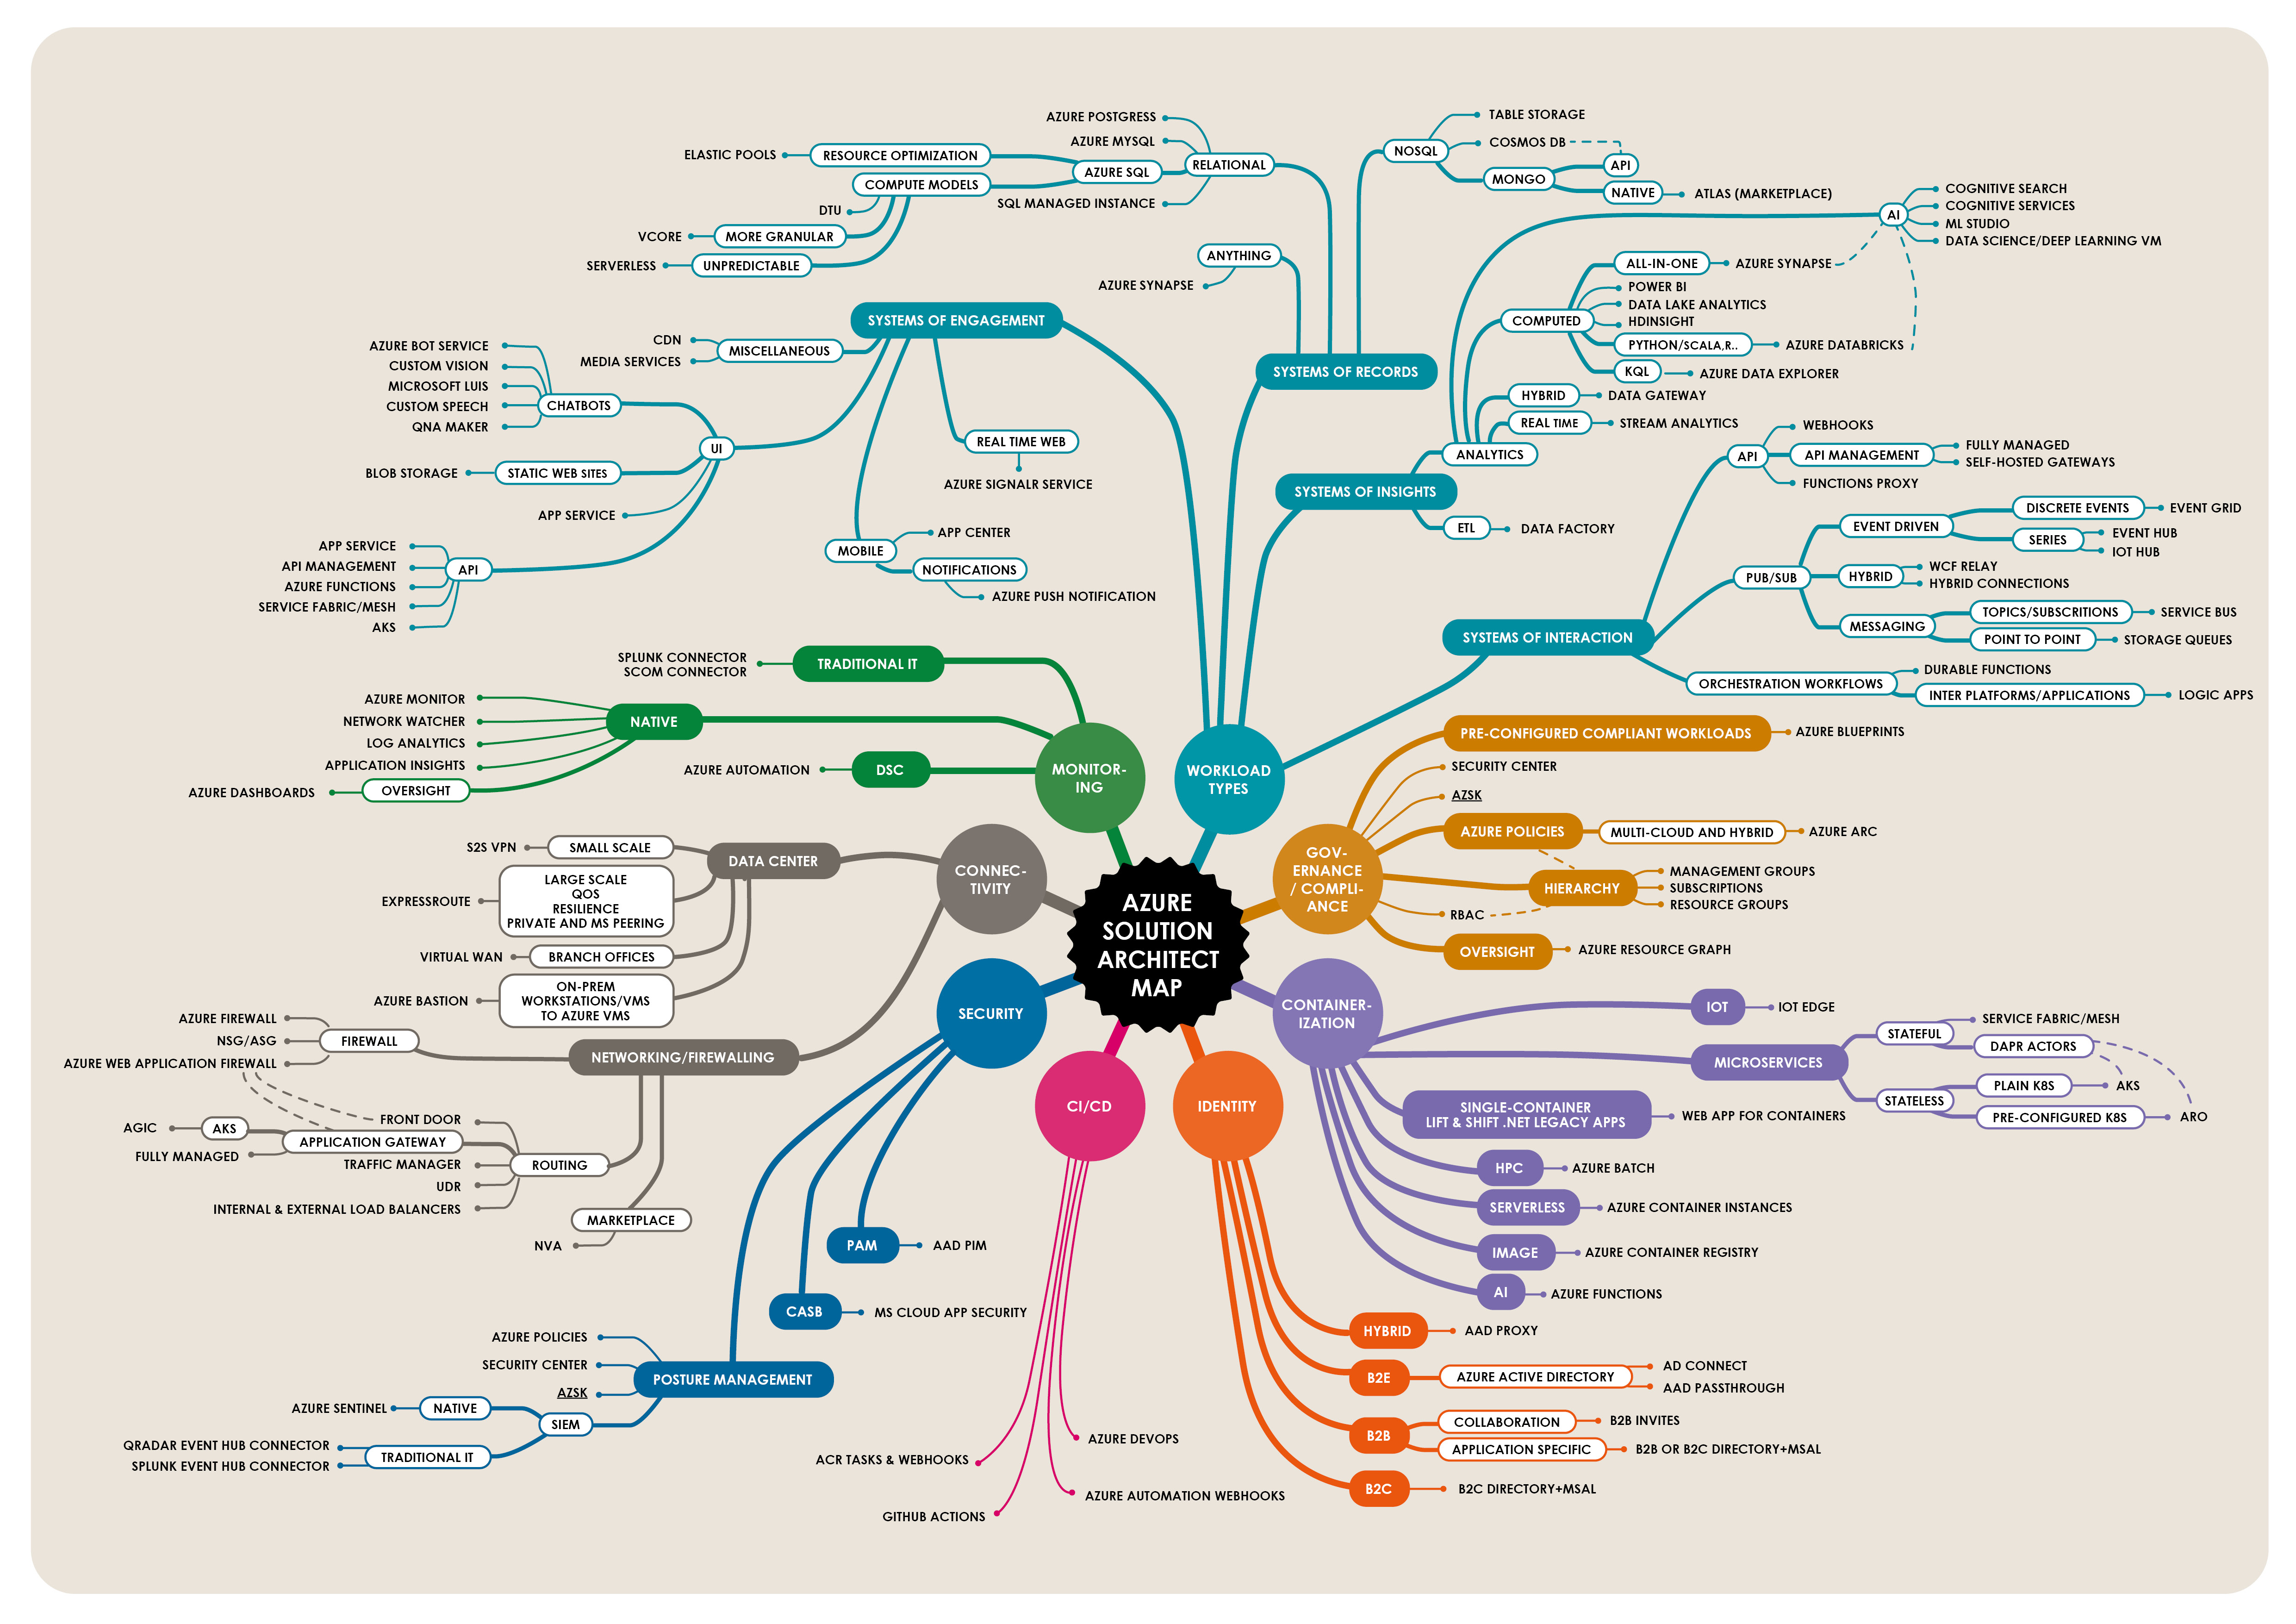 AZURE
SOLUTION
ARCHITECT
MAP
WORKLOAD
TYPES
SYSTEMS OF ENGAGEMENT
MISCELLANEOUS
CDN
MEDIA SERVICES
UI
CHATBOTS
AZURE BOT SERVICE
CUSTOM VISION
MICROSOFT LUIS
CUSTOM SPEECH
QNA MAKER
STATIC WEB SITES
BLOB STORAGE
APP SERVICE
API
APP SERVICE
API MANAGEMENT
AZURE FUNCTIONS
SERVICE FABRIC/MESH
AKS
REAL TIME WEB
AZURE SIGNALR SERVICE
MOBILE
APP CENTER
NOTIFICATIONS
AZURE PUSH NOTIFICATION
SYSTEMS OF RECORDS
ANYTHING
AZURE SYNAPSE
RELATIONAL
AZURE POSTGRESS
AZURE MYSQL
AZURE SQL
SQL MANAGED INSTANCE
RESOURCE OPTIMIZATION
ELASTIC POOLS
COMPUTE MODELS
DTU
MORE GRANULAR
VCORE
UNPREDICTABLE
SERVERLESS
NOSQL
TABLE STORAGE
COSMOS DB
MONGO
API
NATIVE
ATLAS (MARKETPLACE)
SYSTEMS OF INSIGHTS
ANALYTICS
AI
COGNITIVE SEARCH
COGNITIVE SERVICES
ML STUDIO
DATA SCIENCE/DEEP LEARNING VM
COMPUTED
ALL-IN-ONE
AZURE SYNAPSE
POWER BI
DATA LAKE ANALYTICS
HDINSIGHT
PYTHON/SCALA,R..
AZURE DATABRICKS
KQL
AZURE DATA EXPLORER
HYBRID
DATA GATEWAY
REAL TIME
STREAM ANALYTICS
ETL
DATA FACTORY
SYSTEMS OF INTERACTION
API
WEBHOOKS
API MANAGEMENT
FULLY MANAGED
SELF-HOSTED GATEWAYS
FUNCTIONS PROXY
PUB/SUB
EVENT DRIVEN
DISCRETE EVENTS
EVENT GRID
SERIES
EVENT HUB
IOT HUB
HYBRID
WCF RELAY
HYBRID CONNECTIONS
MESSAGING
TOPICS/SUBSCRITIONS
SERVICE BUS
POINT TO POINT
STORAGE QUEUES
ORCHESTRATION WORKFLOWS
DURABLE FUNCTIONS
INTER PLATFORMS/APPLICATIONS
LOGIC APPS
MONITOR-
ING
TRADITIONAL IT
SPLUNK CONNECTOR
SCOM CONNECTOR
NATIVE
AZURE MONITOR
NETWORK WATCHER
LOG ANALYTICS
APPLICATION INSIGHTS
OVERSIGHT
AZURE DASHBOARDS
DSC
AZURE AUTOMATION
GOV-
ERNANCE
/ COMPLI-
ANCE
PRE-CONFIGURED COMPLIANT WORKLOADS
AZURE BLUEPRINTS
SECURITY CENTER
AZSK
AZURE POLICIES
MULTI-CLOUD AND HYBRID
AZURE ARC
HIERARCHY
MANAGEMENT GROUPS
SUBSCRIPTIONS
RESOURCE GROUPS
RBAC
OVERSIGHT
AZURE RESOURCE GRAPH
CONNEC-
TIVITY
DATA CENTER
SMALL SCALE
S2S VPN
LARGE SCALE
QOS
RESILIENCE
PRIVATE AND MS PEERING
EXPRESSROUTE
BRANCH OFFICES
VIRTUAL WAN
ON-PREM
WORKSTATIONS/VMS
TO AZURE VMS
AZURE BASTION
NETWORKING/FIREWALLING
FIREWALL
AZURE FIREWALL
NSG/ASG
AZURE WEB APPLICATION FIREWALL
ROUTING
FRONT DOOR
APPLICATION GATEWAY
AKS
AGIC
FULLY MANAGED
TRAFFIC MANAGER
UDR
INTERNAL & EXTERNAL LOAD BALANCERS
MARKETPLACE
NVA
CONTAINER-
IZATION
IOT
IOT EDGE
MICROSERVICES
STATEFUL
SERVICE FABRIC/MESH
DAPR ACTORS
STATELESS
PLAIN K8S
AKS
PRE-CONFIGURED K8S
ARO
SINGLE-CONTAINER
LIFT & SHIFT .NET LEGACY APPS
WEB APP FOR CONTAINERS
HPC
AZURE BATCH
SERVERLESS
AZURE CONTAINER INSTANCES
IMAGE
AZURE CONTAINER REGISTRY
AI
AZURE FUNCTIONS
SECURITY
PAM
AAD PIM
CASB
MS CLOUD APP SECURITY
POSTURE MANAGEMENT
AZURE POLICIES
SECURITY CENTER
AZSK
SIEM
NATIVE
AZURE SENTINEL
TRADITIONAL IT
QRADAR EVENT HUB CONNECTOR
SPLUNK EVENT HUB CONNECTOR
CI/CD
AZURE DEVOPS
ACR TASKS & WEBHOOKS
AZURE AUTOMATION WEBHOOKS
GITHUB ACTIONS
IDENTITY
HYBRID
AAD PROXY
B2E
AZURE ACTIVE DIRECTORY
AD CONNECT
AAD PASSTHROUGH
B2B
COLLABORATION
B2B INVITES
APPLICATION SPECIFIC
B2B OR B2C DIRECTORY+MSAL
B2C
B2C DIRECTORY+MSAL